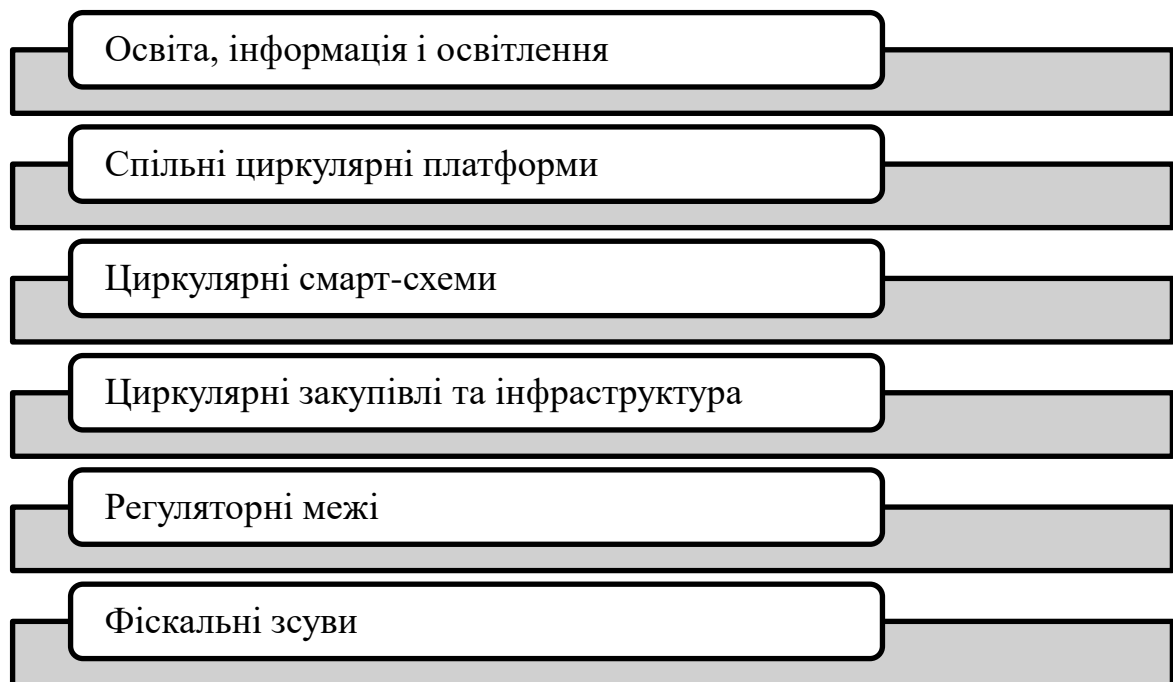 Освіта, інформація і освітлення
Спільні циркулярні платформи
Циркулярні смарт-схеми
Циркулярні закупівлі та інфраструктура
Регуляторні межі
Фіскальні зсуви